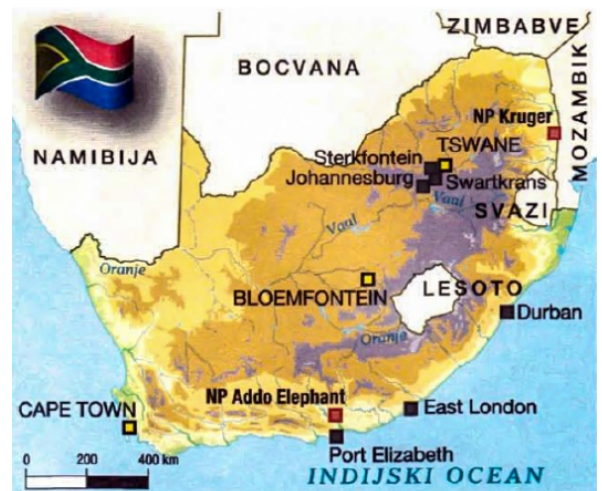 ZIMBABVE
BOCVANA
MOZAMBIK
NP Kruger
NAMIBIJA
TSWANE
Sterkfontein
Johannesburg
Swartkrans
Vaal
SVAZI
Vaal
Oranje
BLOEMFONTEIN
LESOTO
Durban
Oranje
NP Addo Elephant
CAPE TOWN
East London
Port Elizabeth
0 200 400 km
INDIJSKI OCEAN